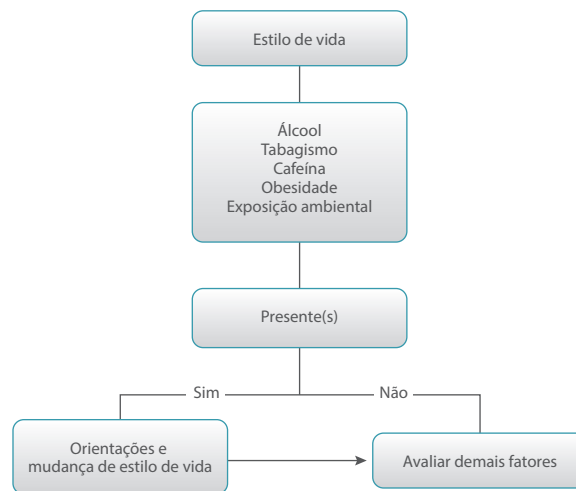 Estilo de vida
Álcool
Tabagismo
Cafeína
Obesidade
Exposição ambiental
Presente(s)
Sim
Não
Orientações e
mudança de estilo de vida
Avaliar demais fatores